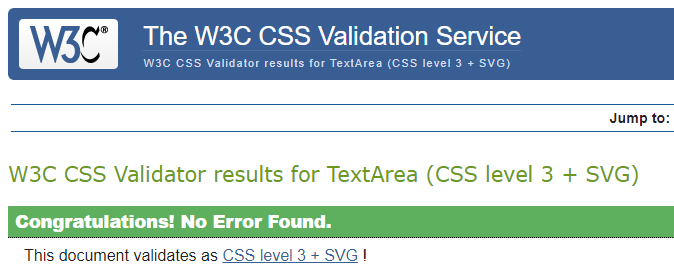 W3C®
The W3C CSS Validation Service
W3C CSS Validator results for TextArea (CSS level 3 + SVG)
Jump to:
W3C CSS Validator results for TextArea (CSS level 3 + SVG)
Congratulations! No Error Found.
This document validates as CSS level 3 + SVG !